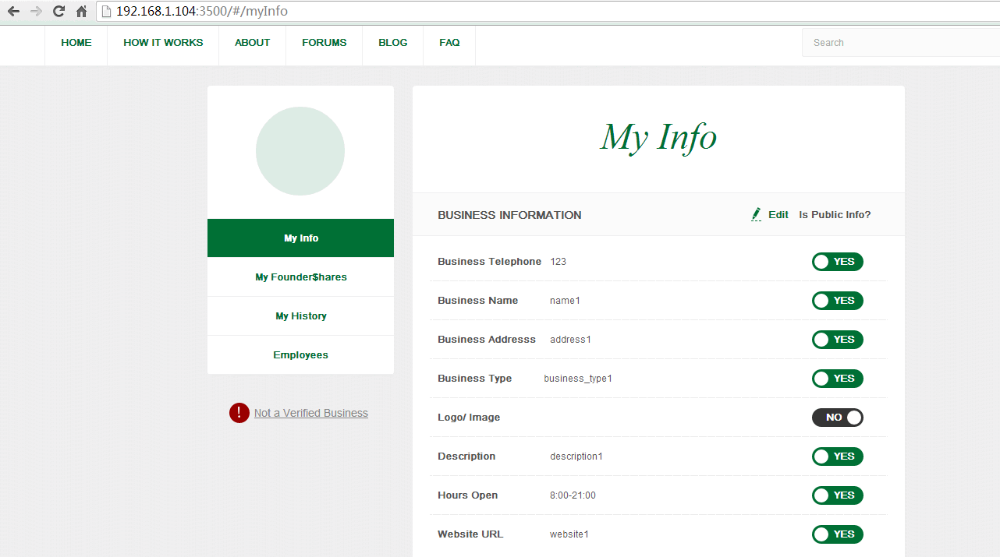 192.168.1.104:3500/#/myInfo
HOME HOW IT WORKS ABOUT FORUMS BLOG FAQ Search
My Info
My Founder$hares
My History
Employees
! Not a Verified Business
My Info
BUSINESS INFORMATION Edit Is Public Info?
Business Telephone 123 YES
Business Name name1 YES
Business Addresss address1 YES
Business Type business_type1 YES
Logo/ Image NO
Description description1 YES
Hours Open 8:00-21:00 YES
Website URL website1 YES